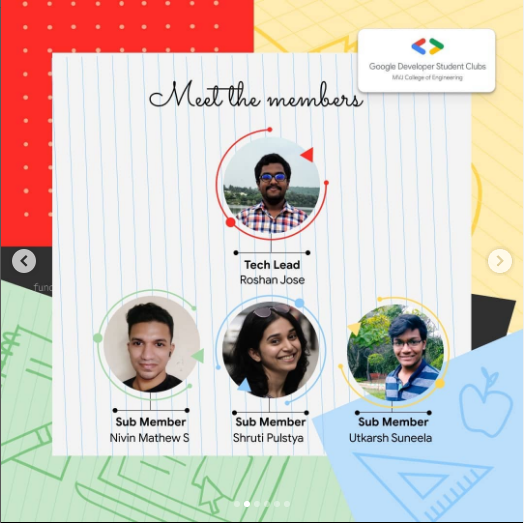 Google Developer Student Clubs
MVJ College of Engineering
Meet the members
Tech Lead
Roshan Jose
func
Sub Member
Nivin Mathew S
Sub Member
Shruti Pulstya
Sub Member
Utkarsh Suneela